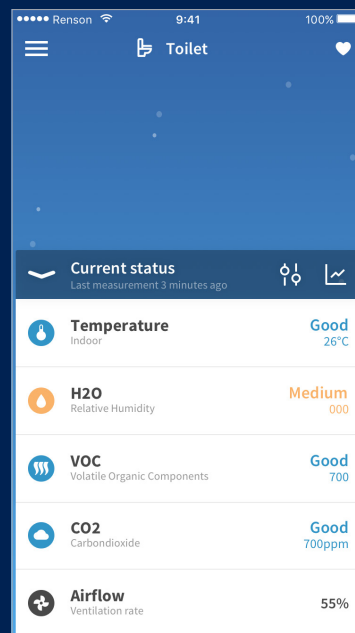 Renson 9:41 100%
Toilet
Current status
Last measurement 3 minutes ago
Temperature Good
Indoor 26°C
H2O Medium
Relative Humidity 000
VOC Good
Volatile Organic Components 700
CO2 Good
Carbondioxide 700ppm
Airflow 55%
Ventilation rate